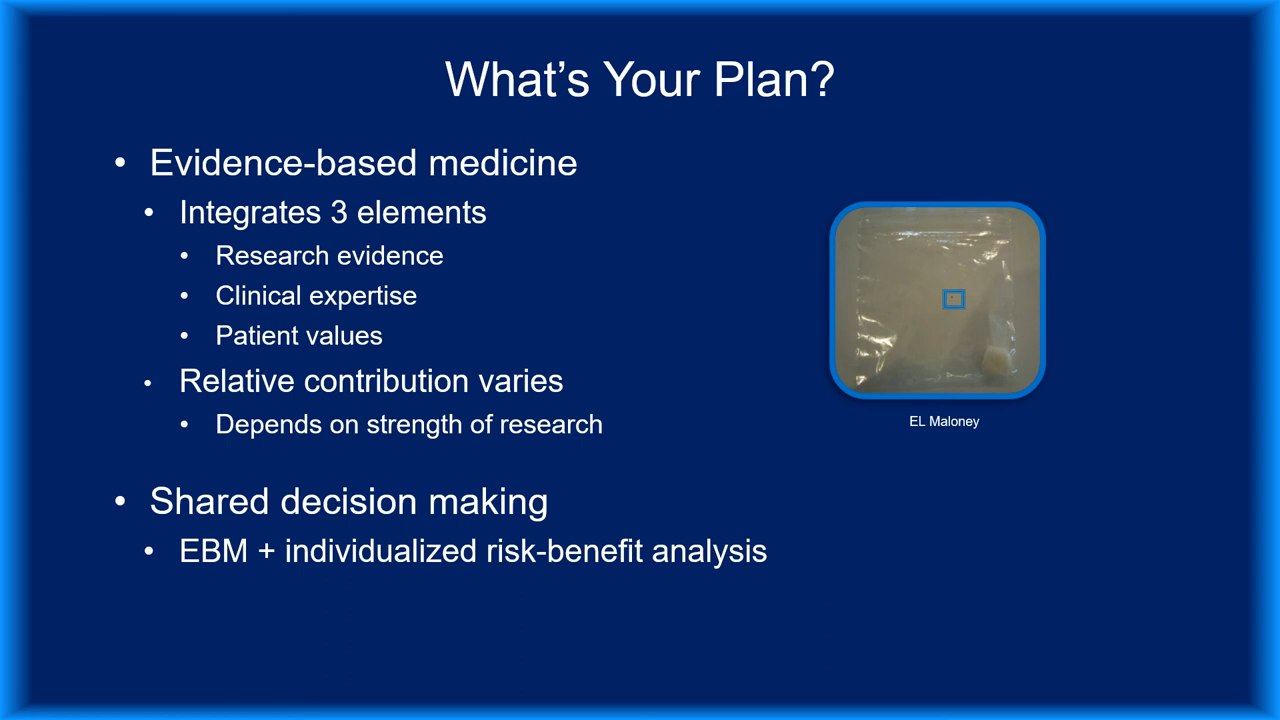 What’s Your Plan?
• Evidence-based medicine
• Integrates 3 elements
• Research evidence
• Clinical expertise
• Patient values
• Relative contribution varies
• Depends on strength of research
EL Maloney
• Shared decision making
• EBM + individualized risk-benefit analysis